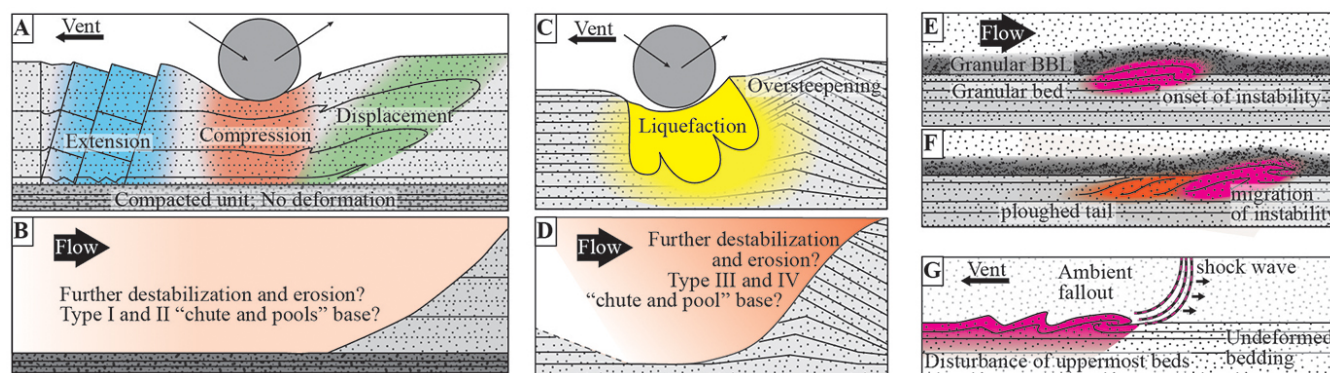 A
Vent
Extension
Compression
Displacement
Compacted unit; No deformation
B
Flow
Further destabilization and erosion?
Type I and II “chute and pools” base?
C
Vent
Liquefaction
Oversteepening
D
Flow
Further destabilization
and erosion?
Type III and IV
“chute and pool” base?
E
Flow
Granular BBL
Granular bed
onset of instability
F
ploughed tail
migration
of instability
G
Vent
Ambient
fallout
shock wave
Disturbance of uppermost beds
Undeformed
bedding